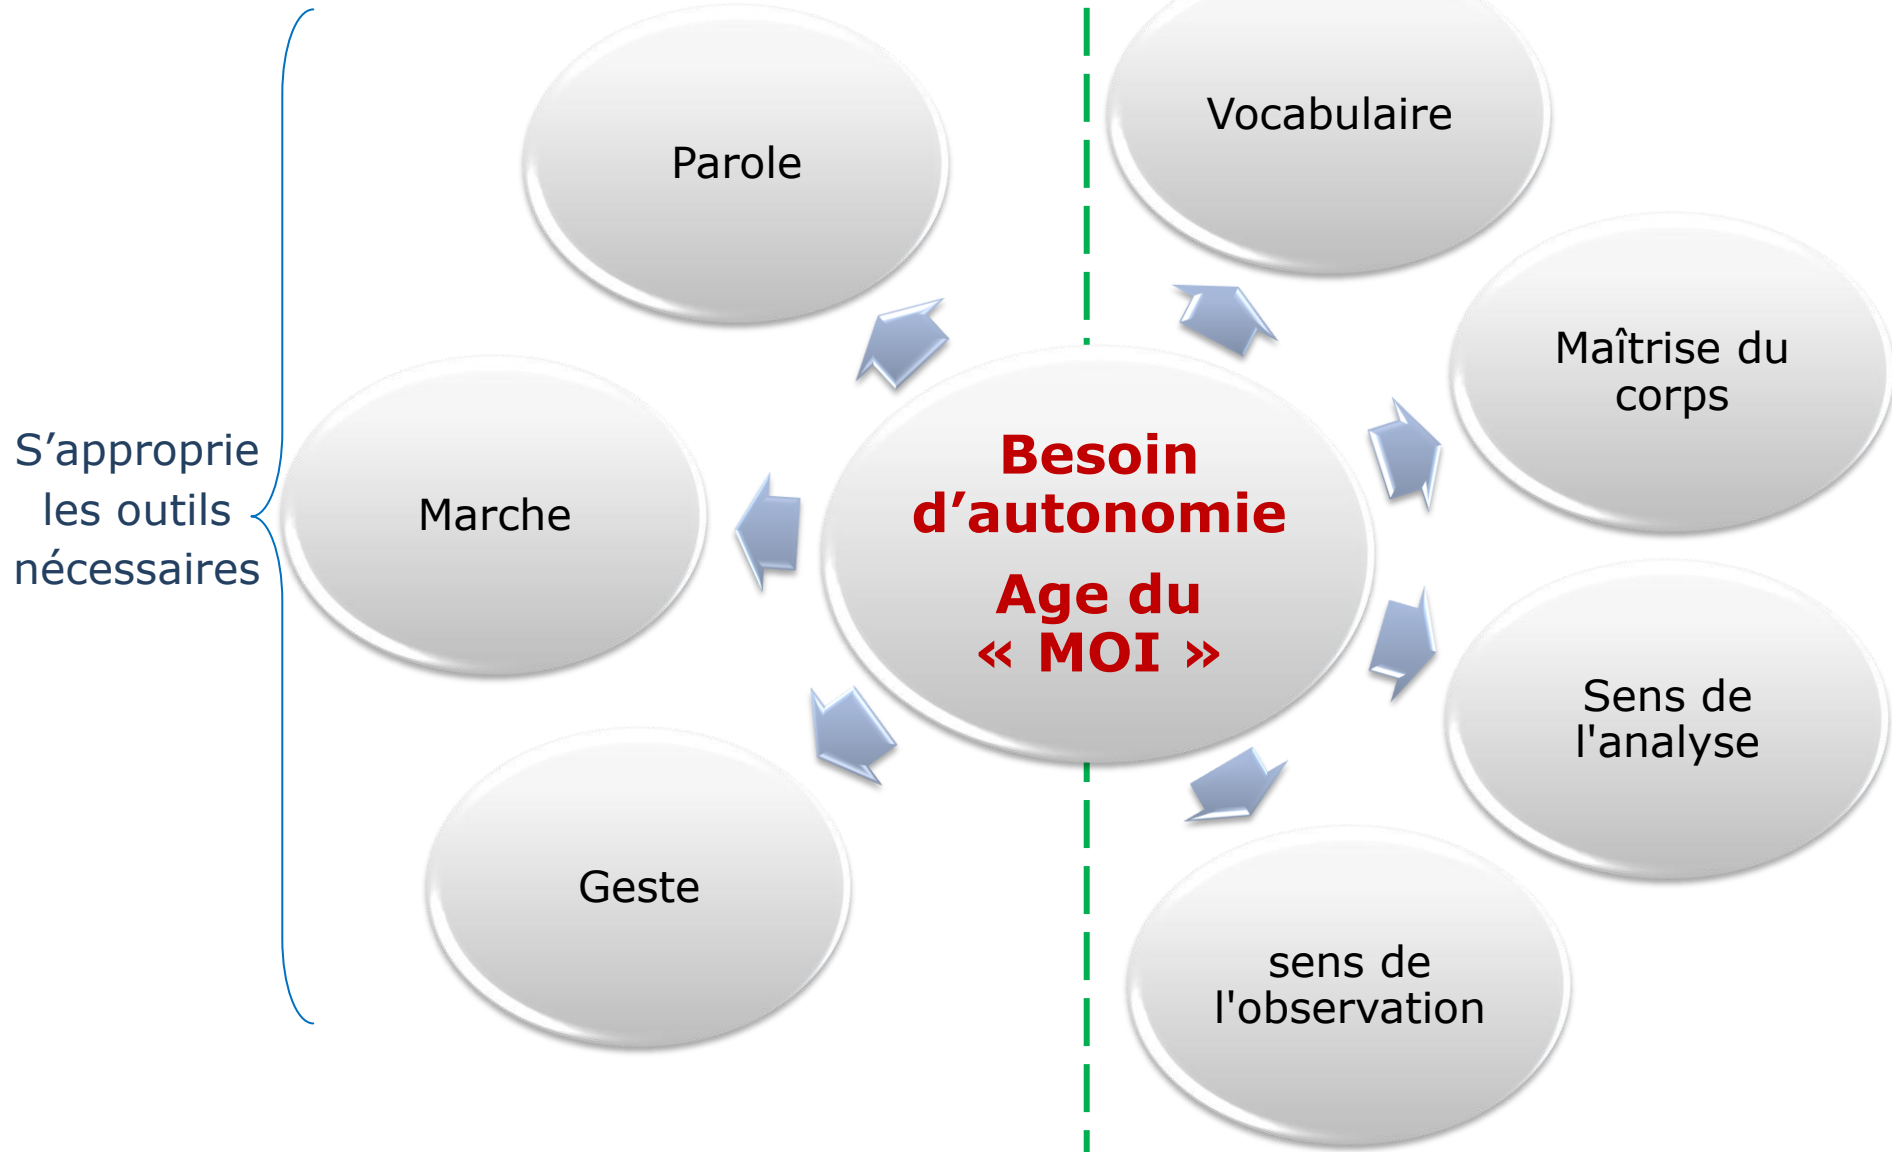 S’approprie
les outils
nécessaires
Parole
Marche
Geste
Besoin
d’autonomie
Age du
« MOI »
Vocabulaire
Maîtrise du
corps
Sens de
l'analyse
sens de
l'observation